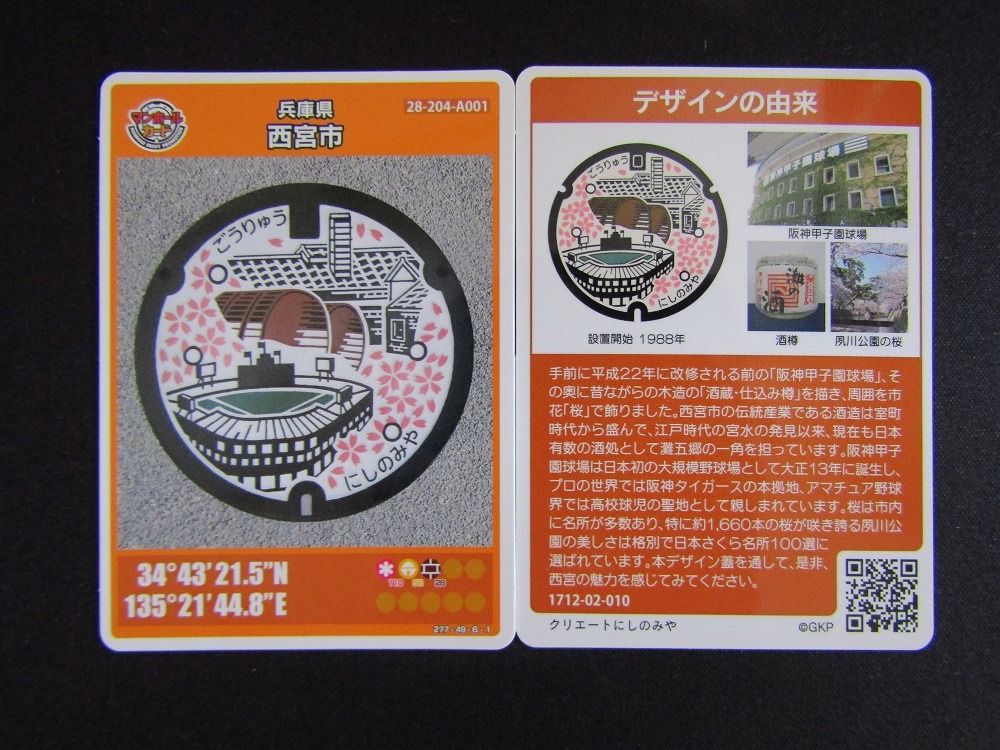 マンホール
カード
兵庫県
西宮市
28-204-A001
ごうりゅう
にしのみや
34°43'21.5"N
135°21'44.8"E
277-49-6-1
デザインの由来
ごうりゅう
にしのみや
設置開始 1988年
阪神甲子園球場
阪神甲子園球場
灘の酒
酒樽
夙川公園の桜
手前に平成22年に改修される前の「阪神甲子園球場」、そ
の奥に昔ながらの木造の「酒蔵・仕込み樽」を描き、周囲を市
花「桜」で飾りました。西宮市の伝統産業である酒造は室町
時代から盛んで、江戸時代の宮水の発見以来、現在も日本
有数の酒処として灘五郷の一角を担っています。阪神甲子
園球場は日本初の大規模野球場として大正13年に誕生し、
プロの世界では阪神タイガースの本拠地、アマチュア野球
界では高校球児の聖地として親しまれています。桜は市内
に名所が多数あり、特に約1,660本の桜が咲き誇る夙川公
園の美しさは格別で日本さくら名所100選に
選ばれています。本デザイン蓋を通して、是非、
西宮の魅力を感じてみてください。
1712-02-010
クリエートにしのみや
©GKP